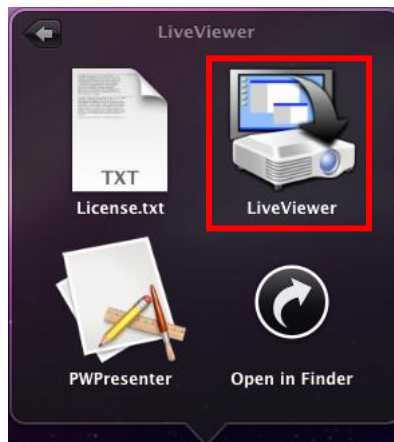 LiveViewer
TXT
License.txt
LiveViewer
PWPresenter
Open in Finder